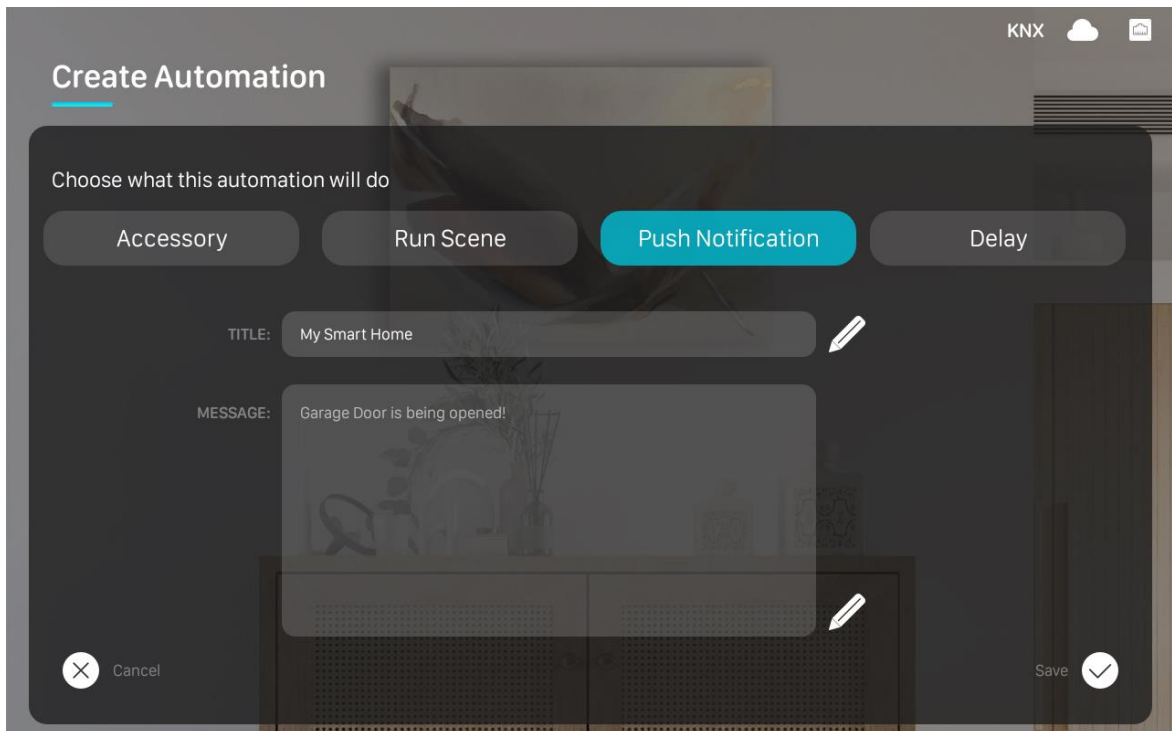 KNX
Create Automation
Choose what this automation will do
Accessory
Run Scene
Push Notification
Delay
TITLE: My Smart Home
MESSAGE: Garage Door is being opened!
Cancel
Save